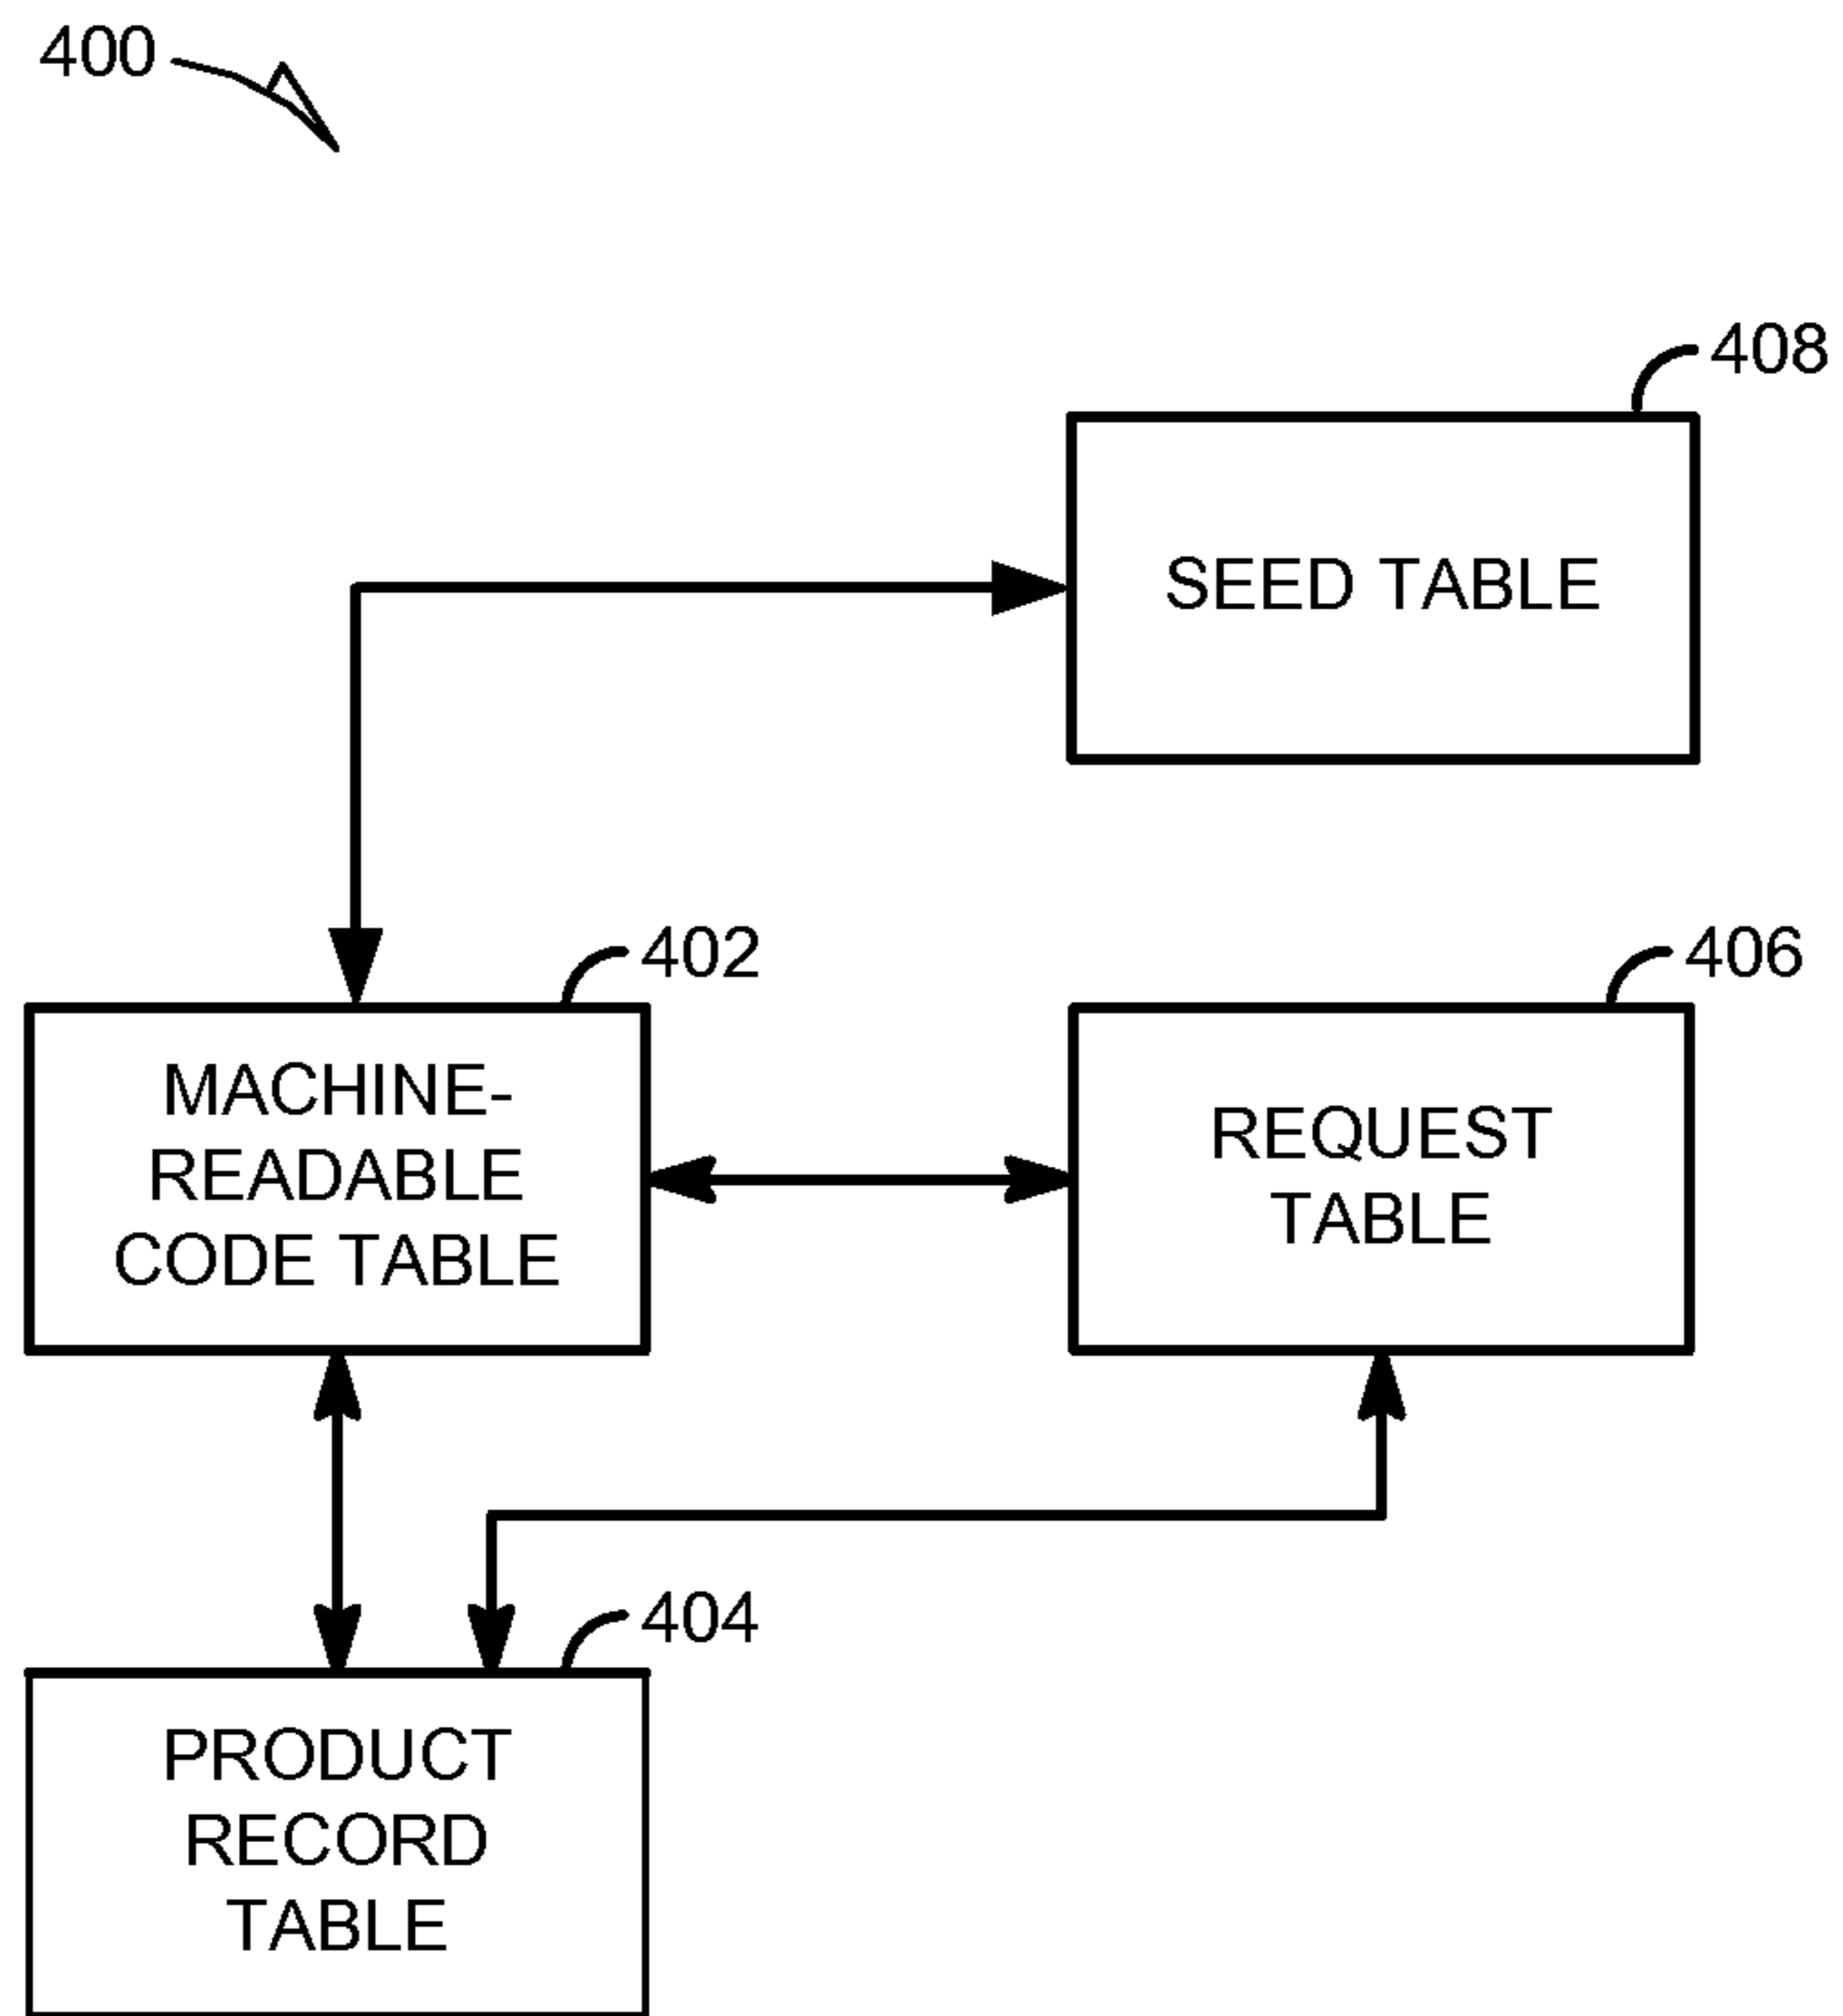 400
408
SEED TABLE
402
MACHINE-
READABLE
CODE TABLE
406
REQUEST
TABLE
404
PRODUCT
RECORD
TABLE